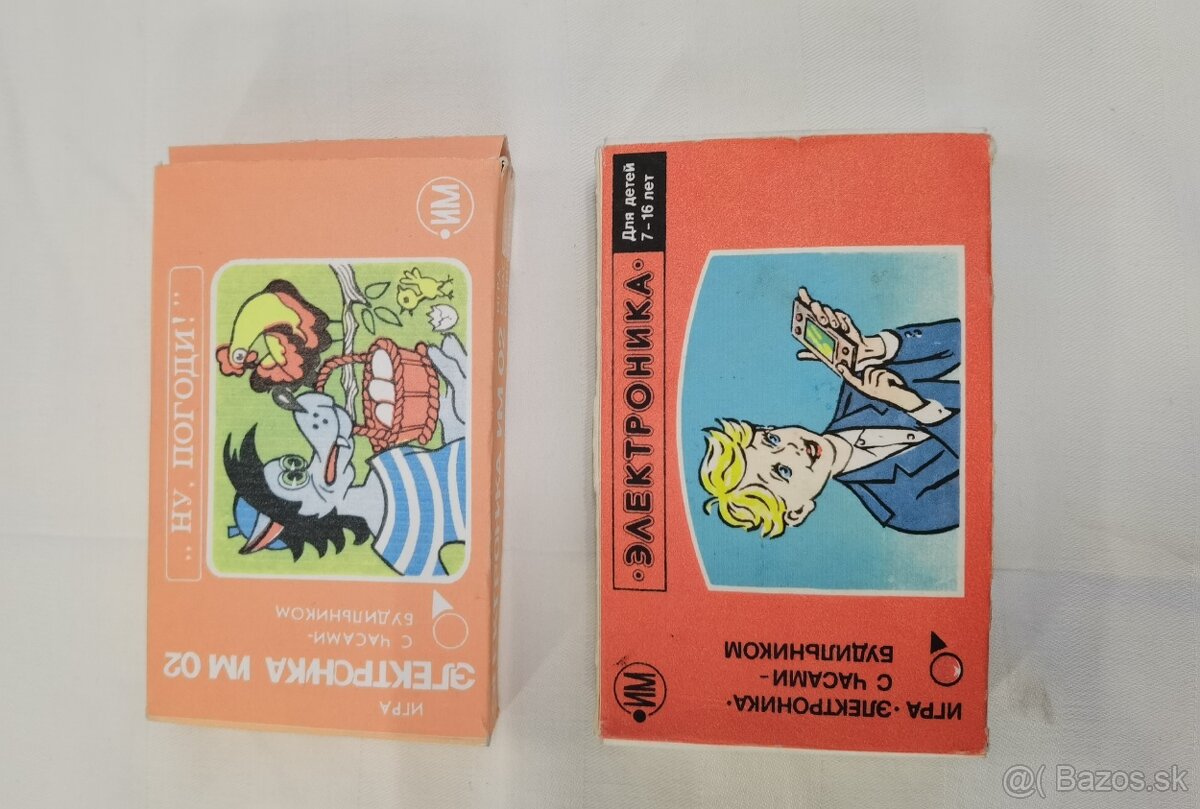 „НУ, ПОГОДИ!"
•ИМ
ИГРА
ЭЛЕКТРОНИКА ИМ 02
С ЧАСАМИ-
БУДИЛЬНИКОМ
Для детей
7–16 лет
•ЭЛЕКТРОНИКА•
•ИМ
ИГРА •ЭЛЕКТРОНИКА•
С ЧАСАМИ–
БУДИЛЬНИКОМ
@( Bazos.sk